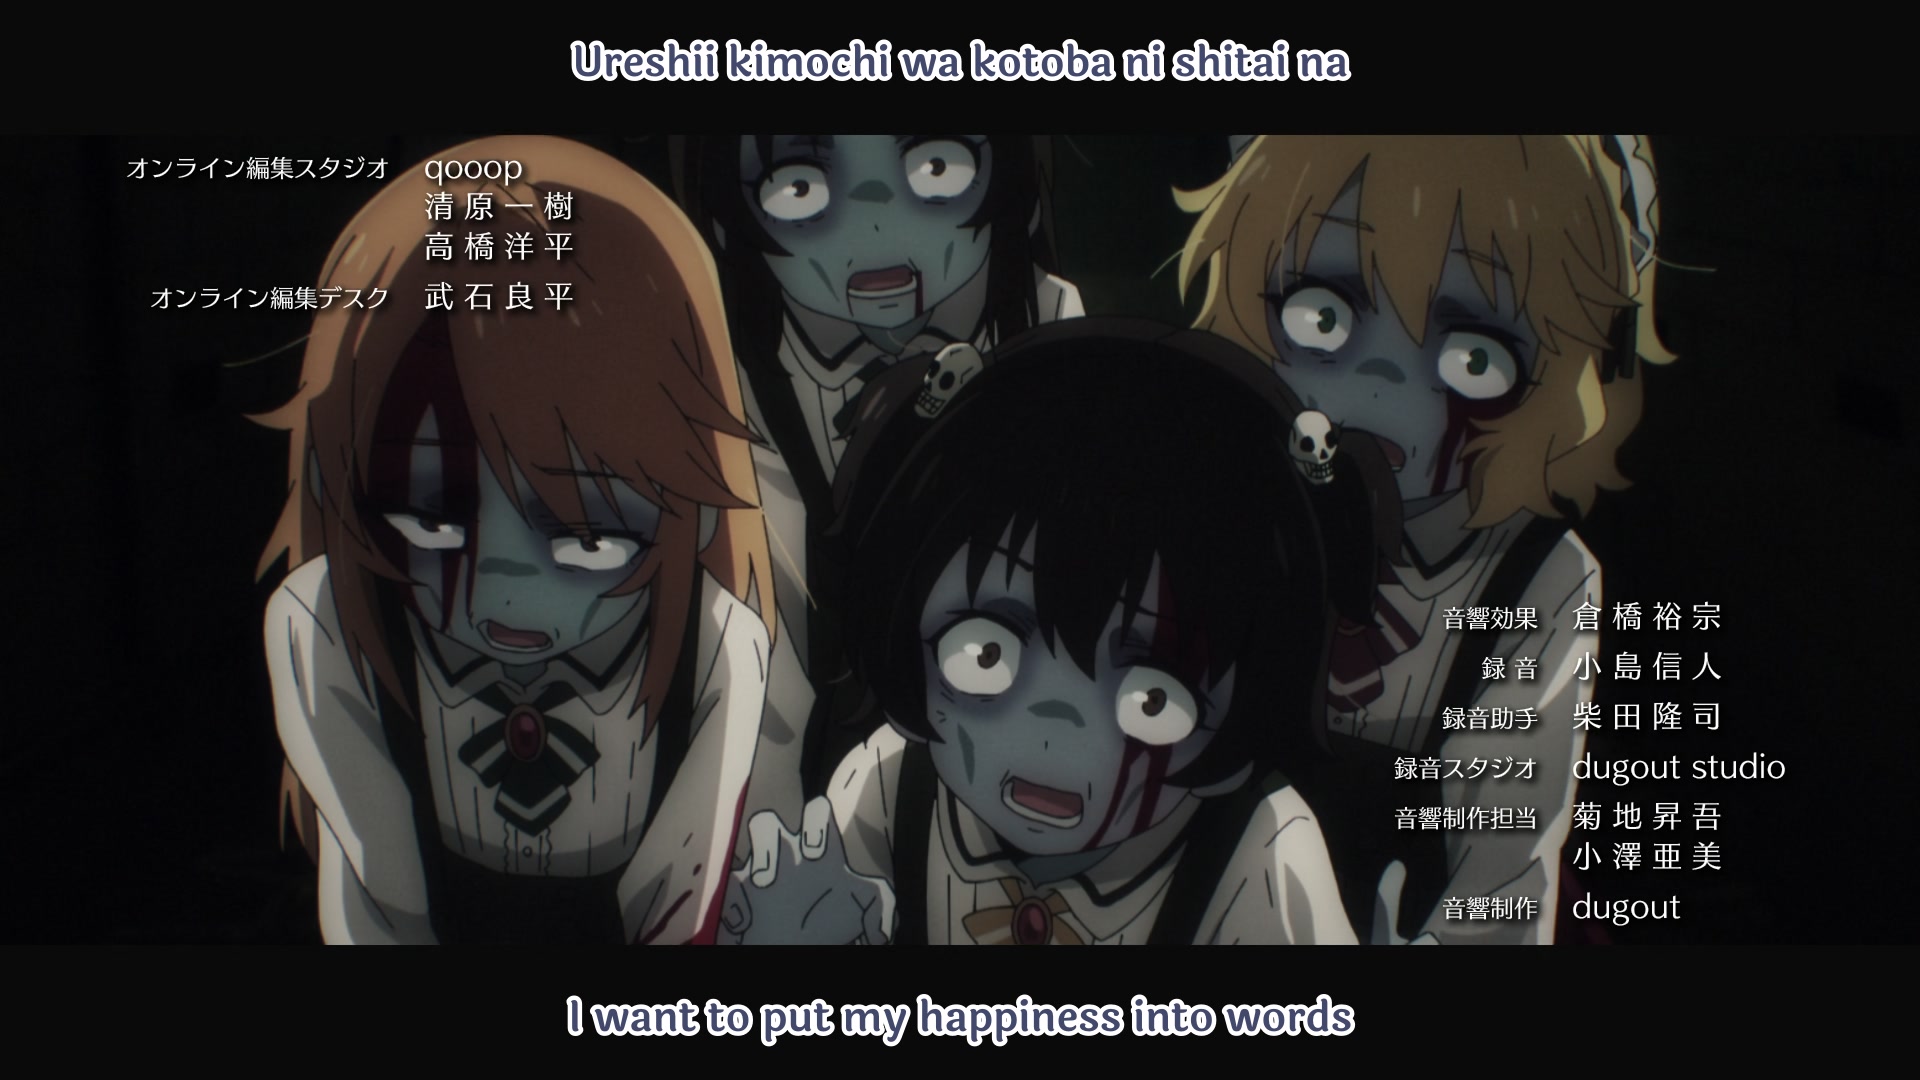 Ureshii kimochi wa kotoba ni shitai na
オンライン編集スタジオ qooop
清原一樹
高橋洋平
オンライン編集デスク 武石良平
音響効果 倉橋裕宗
録音 小島信人
録音助手 柴田隆司
録音スタジオ dugout studio
音響制作担当 菊地昇吾
小澤亜美
音響制作 dugout
I want to put my happiness into words